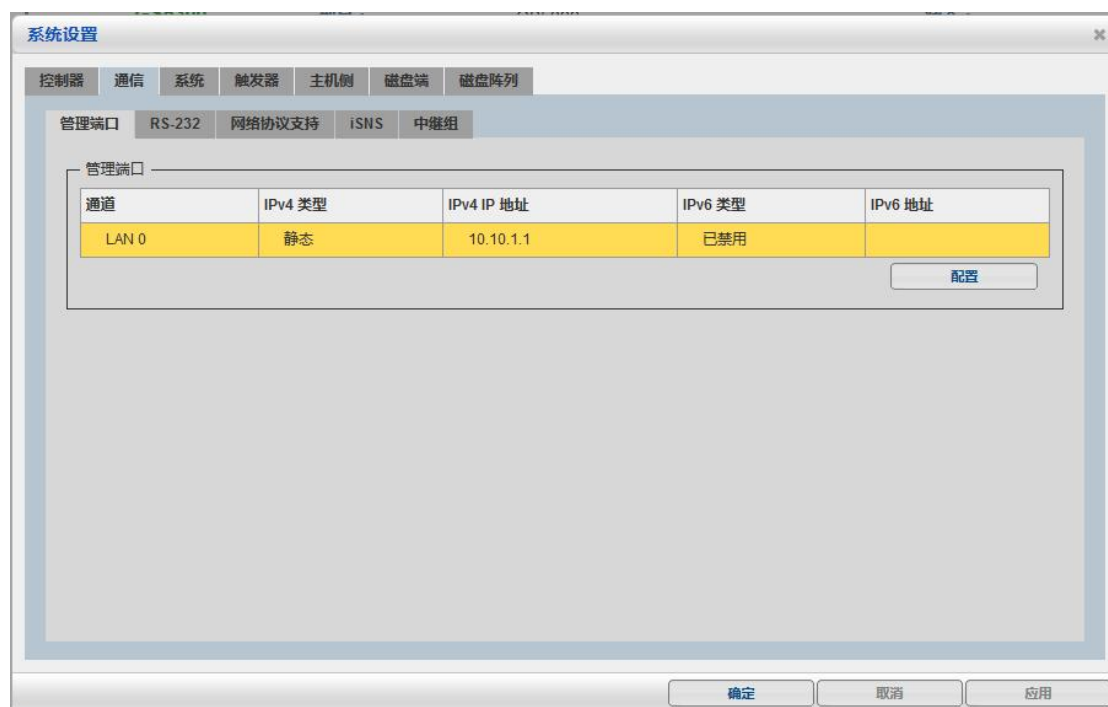 系统设置
控制器 通信 系统 触发器 主机侧 磁盘端 磁盘阵列
管理端口 RS-232 网络协议支持 iSNS 中继组
管理端口
通道 IPv4 类型 IPv4 IP 地址 IPv6 类型 IPv6 地址
LAN 0 静态 10.10.1.1 已禁用
配置
确定 取消 应用